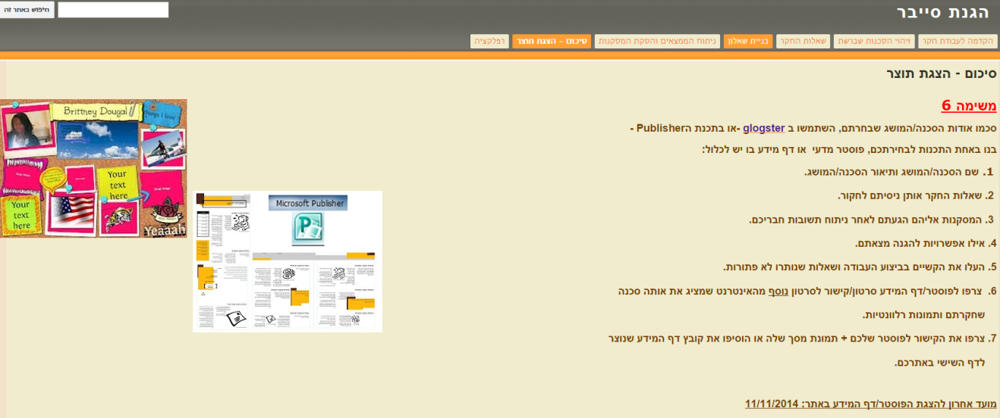 הגנת סייבר
חיפוש באתר זה
הקדמה לעבודת חקר
זיהוי הסכנות שברשת
שאלות החקר
בניית שאלון
ניתוח הממצאים והסקת המסקנות
סיכום – הצגת תוצר
רפלקציה
סיכום - הצגת תוצר
משימה 6
סכמו אודות הסכנה/המושג שבחרתם, השתמשו ב glogster -או בתכנת הPublisher -
בנו באחת התכנות לבחירתכם, פוסטר מדעי או דף מידע בו יש לכלול:
1. שם הסכנה/המושג ותיאור הסכנה/המושג.
2. שאלות החקר אותן ניסיתם לחקור.
3. המסקנות אליהם הגעתם לאחר ניתוח תשובות חבריכם.
4. אילו אפשרויות להגנה מצאתם.
5. העלו את הקשיים בביצוע העבודה ושאלות שנותרו לא פתורות.
6. צרפו לפוסטר/דף המידע סרטון/קישור לסרטון נוסף מהאינטרנט שמציג את אותה סכנה
שחקרתם ותמונות רלוונטיות.
7. צרפו את הקישור לפוסטר שלכם + תמונת מסך שלה או הוסיפו את קובץ דף המידע שנוצר
לדף השישי באתרכם.
מועד אחרון להצגת הפוסטר/דף המידע באתר: 11/11/2014
Brittney Dougal
things I love
Your
text
here
Your
text
here
Yeaaah
Microsoft Publisher